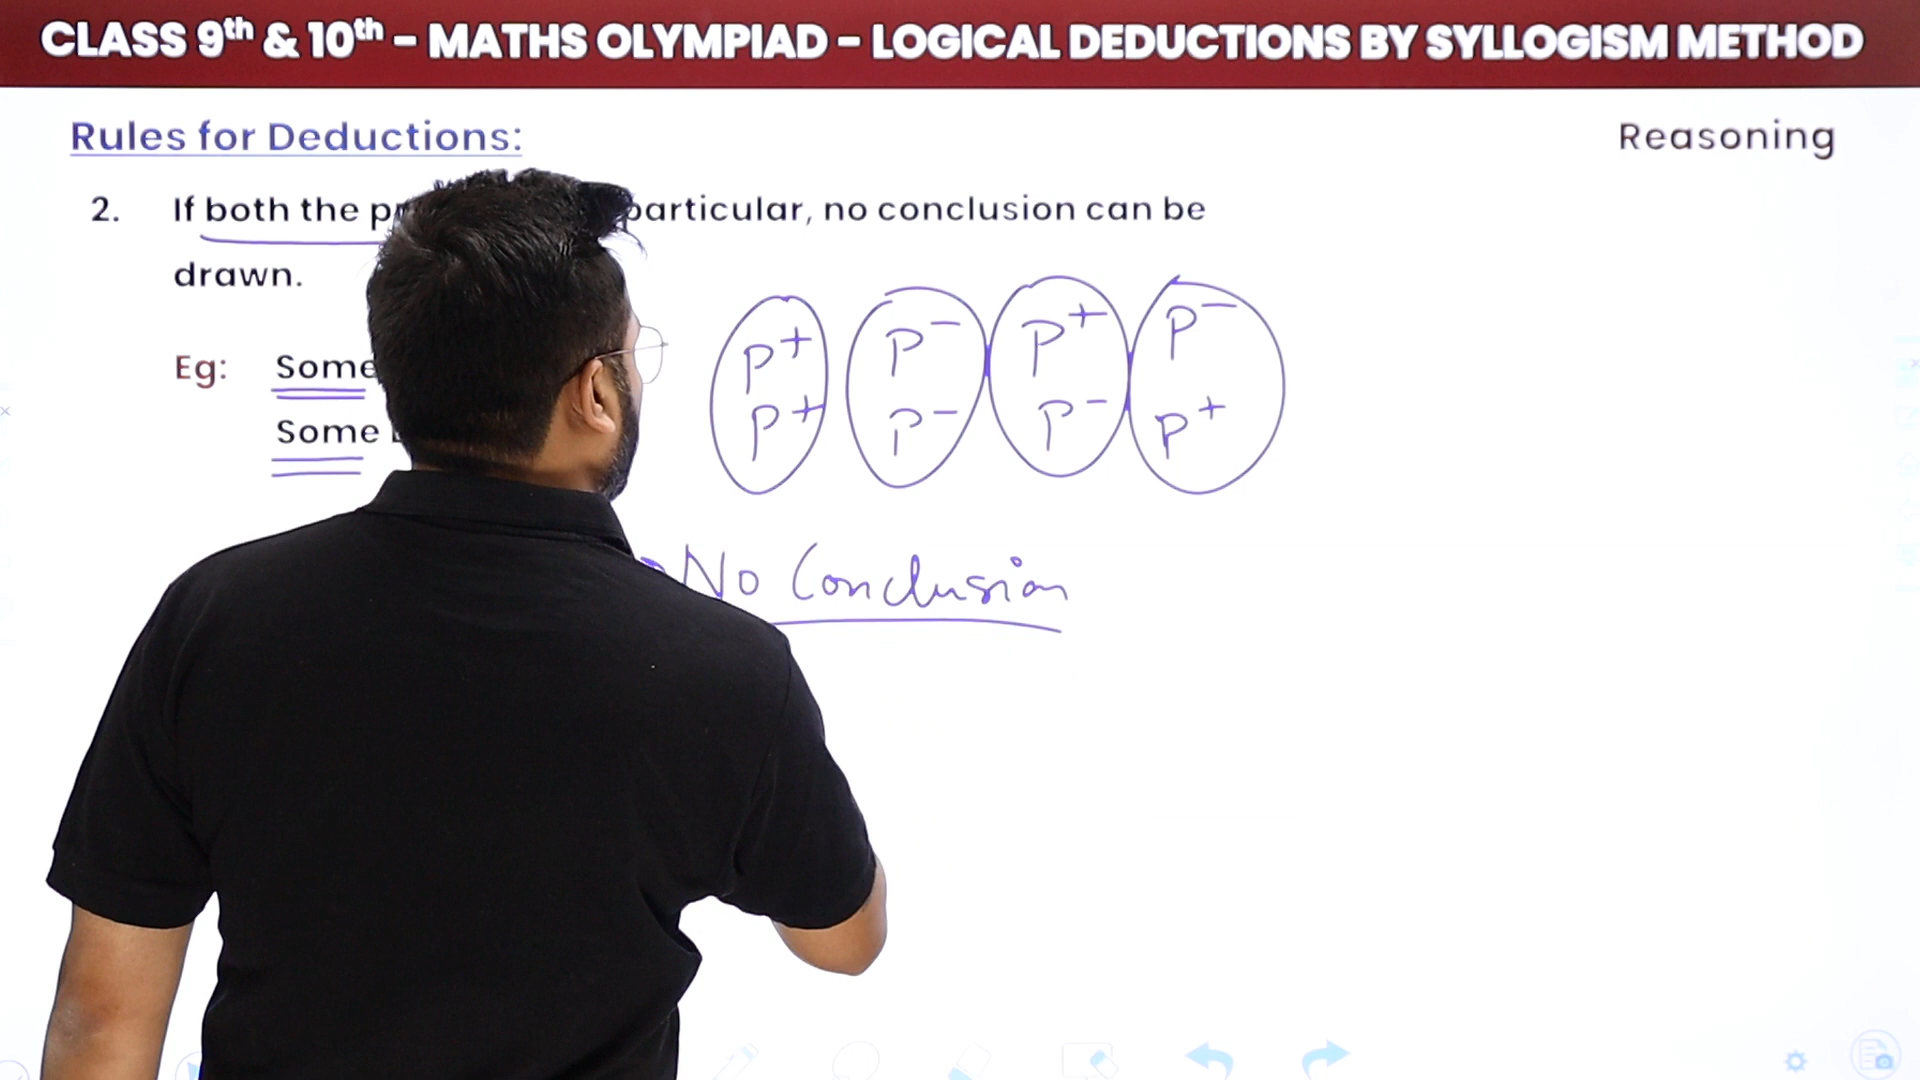 CLASS 9th & 10th – MATHS OLYMPIAD – LOGICAL DEDUCTIONS BY SYLLOGISM METHOD
Rules for Deductions:
Reasoning
2. If both the particular, no conclusion can be
drawn.
Eg: Some
Some
P+ P- P+ P-
P+ P- P- P+
No Conclusion